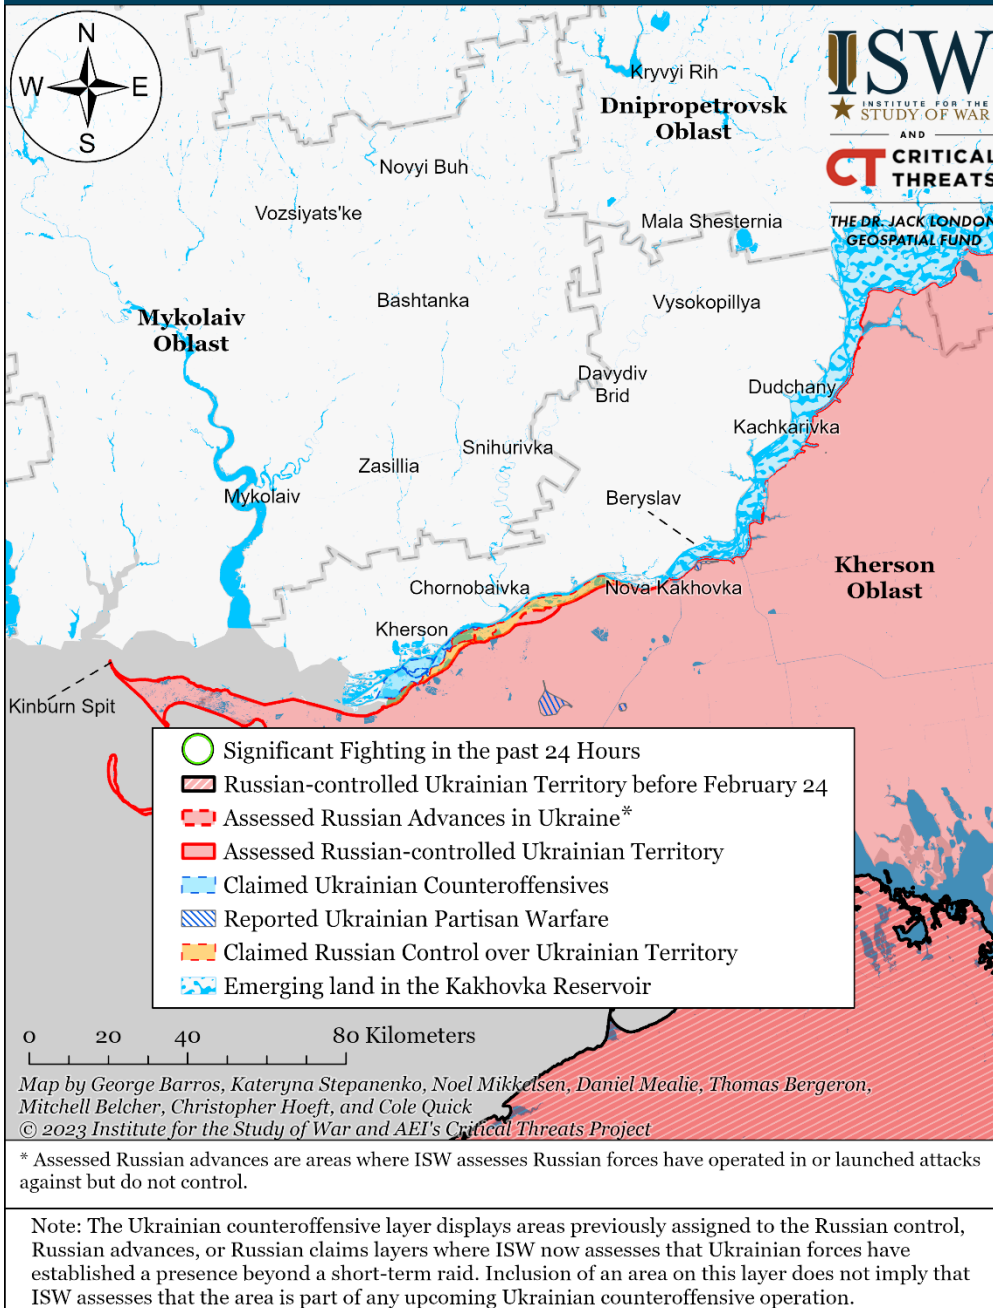 N
W E
S
ISW
INSTITUTE FOR THE
STUDY OF WAR
AND
CT CRITICAL
THREATS
THE DR. JACK LONDON
GEOSPATIAL FUND
Kryvyi Rih
Dnipropetrovsk
Oblast
Novyi Buh
Vozsiyats'ke
Mala Shesternia
Bashtanka
Vysokopillya
Mykolaiv
Oblast
Davydiv
Brid
Dudchany
Kachkarivka
Snihurivka
Zasillia
Mykolaiv
Beryslav
Kherson
Oblast
Chornobaivka
Nova Kakhovka
Kherson
Kinburn Spit
Significant Fighting in the past 24 Hours
Russian-controlled Ukrainian Territory before February 24
Assessed Russian Advances in Ukraine*
Assessed Russian-controlled Ukrainian Territory
Claimed Ukrainian Counteroffensives
Reported Ukrainian Partisan Warfare
Claimed Russian Control over Ukrainian Territory
Emerging land in the Kakhovka Reservoir
0 20 40 80 Kilometers
Map by George Barros, Kateryna Stepanenko, Noel Mikkelsen, Daniel Mealie, Thomas Bergeron,
Mitchell Belcher, Christopher Hoeft, and Cole Quick
© 2023 Institute for the Study of War and AEI's Critical Threats Project
* Assessed Russian advances are areas where ISW assesses Russian forces have operated in or launched attacks
against but do not control.
Note: The Ukrainian counteroffensive layer displays areas previously assigned to the Russian control,
Russian advances, or Russian claims layers where ISW now assesses that Ukrainian forces have
established a presence beyond a short-term raid. Inclusion of an area on this layer does not imply that
ISW assesses that the area is part of any upcoming Ukrainian counteroffensive operation.